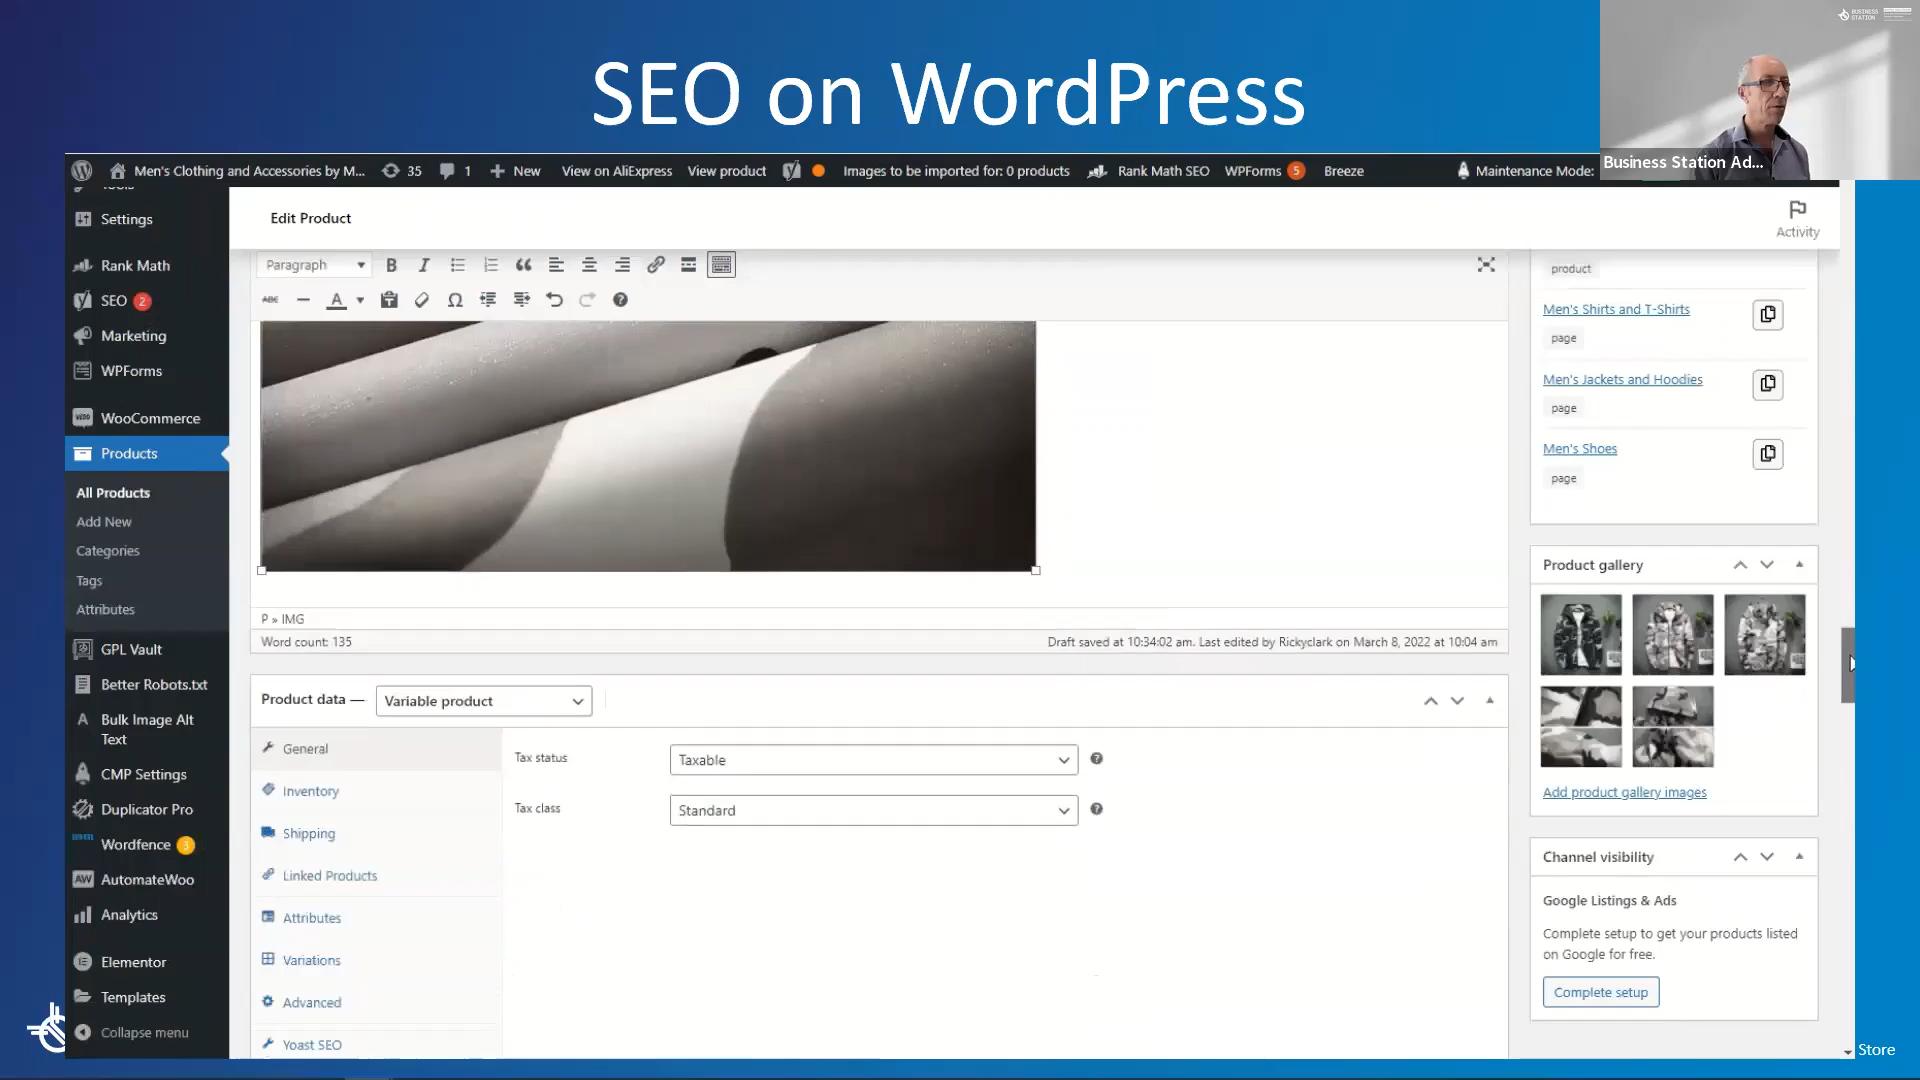 SEO on WordPress
BUSINESS STATION
Business Station Ad...
Men's Clothing and Accessories by M... 35 1 New View on AliExpress View product Images to be imported for: 0 products Rank Math SEO WPForms 5 Breeze Maintenance Mode:
Tools
Settings
Rank Math
SEO 2
Marketing
WPForms
WooCommerce
Products
All Products
Add New
Categories
Tags
Attributes
GPL Vault
Better Robots.txt
Bulk Image Alt
Text
CMP Settings
Duplicator Pro
Wordfence 3
AutomateWoo
Analytics
Elementor
Templates
Collapse menu
Edit Product
Activity
Paragraph B I
ABC A Ω
P » IMG
Word count: 135
Draft saved at 10:34:02 am. Last edited by Rickyclark on March 8, 2022 at 10:04 am
Product data — Variable product
General
Inventory
Shipping
Linked Products
Attributes
Variations
Advanced
Yoast SEO
Tax status Taxable
Tax class Standard
product
Men's Shirts and T-Shirts
page
Men's Jackets and Hoodies
page
Men's Shoes
page
Product gallery
Add product gallery images
Channel visibility
Google Listings & Ads
Complete setup to get your products listed
on Google for free.
Complete setup
Store